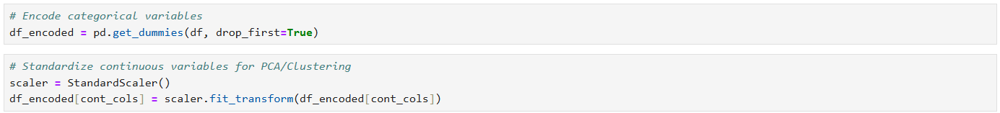 # Encode categorical variables
df_encoded = pd.get_dummies(df, drop_first=True)
# Standardize continuous variables for PCA/Clustering
scaler = StandardScaler()
df_encoded[cont_cols] = scaler.fit_transform(df_encoded[cont_cols])